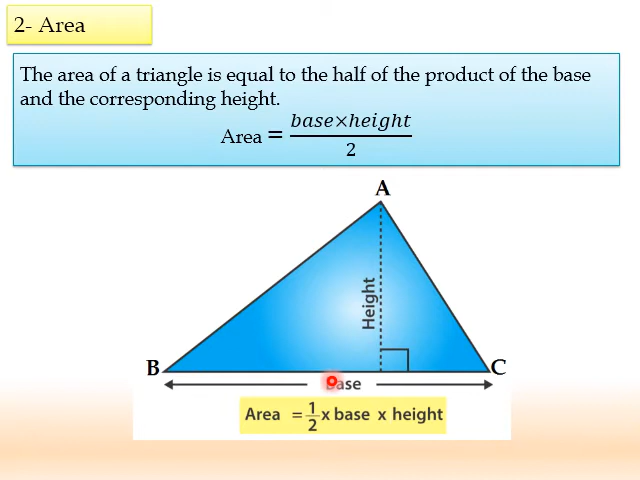 2- Area
The area of a triangle is equal to the half of the product of the base
and the corresponding height.
Area = base×height / 2
A
Height
B
C
Base
Area = 1/2 x base x height